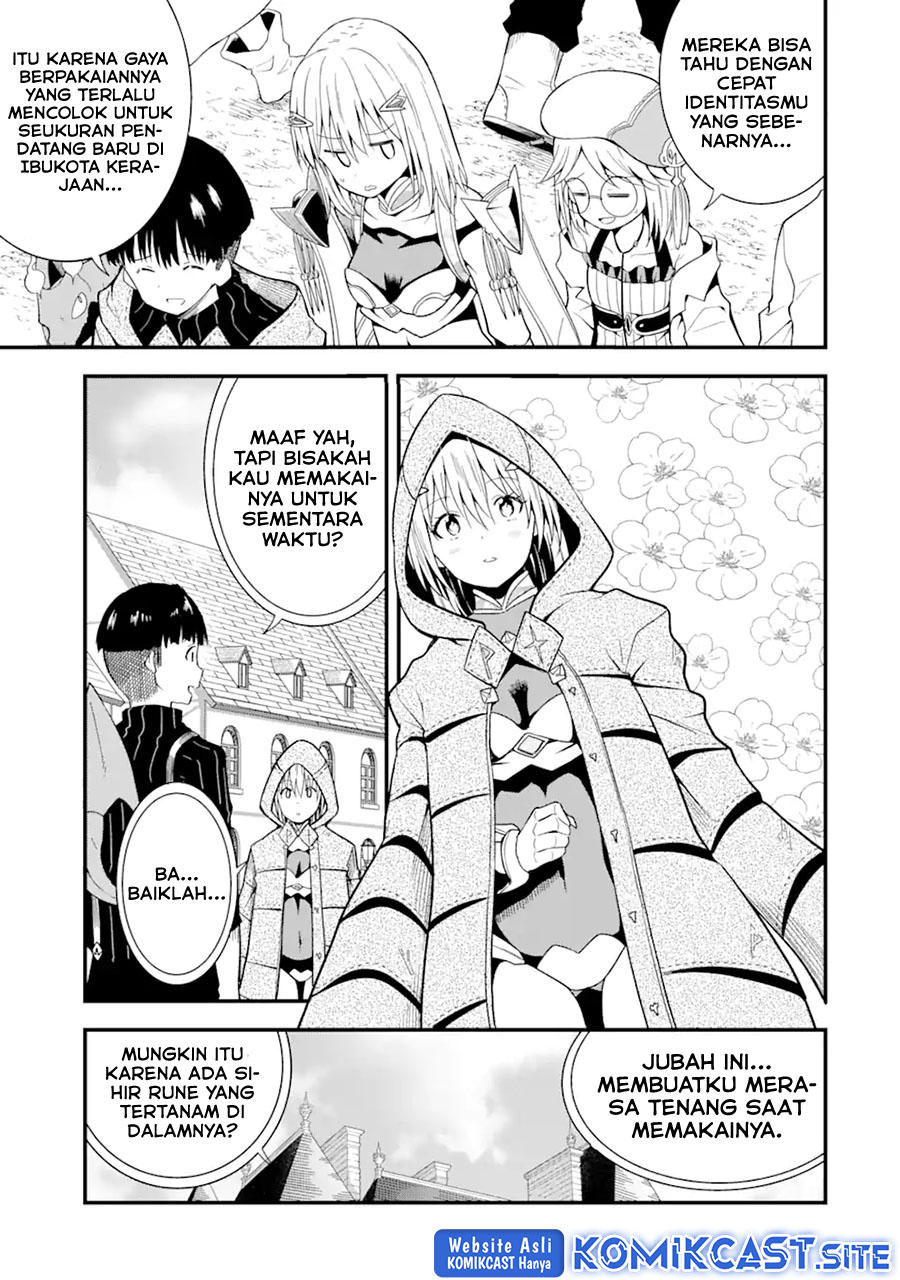 MEREKA BISA
TAHU DENGAN
CEPAT
IDENTITASMU
YANG SEBE-
NARNYA...
ITU KARENA GAYA
BERPAKAIANNYA
YANG TERLALU
MENCOLOK UNTUK
SEUKURAN PEN-
DATANG BARU DI
IBUKOTA KERA-
JAAN...
MAAF YAH,
TAPI BISAKAH
KAU MEMAKAI-
NYA UNTUK
SEMENTARA
WAKTU?
BA...
BAIKLAH...
JUBAH INI...
MEMBUATKU MERA-
SA TENANG SAAT
MEMAKAINYA.
MUNGKIN ITU
KARENA ADA SI-
HIR RUNE YANG
TERTANAM DI
DALAMNYA?
Website Asli
KOMIKCAST Hanya
KOMIKCAST.SITE